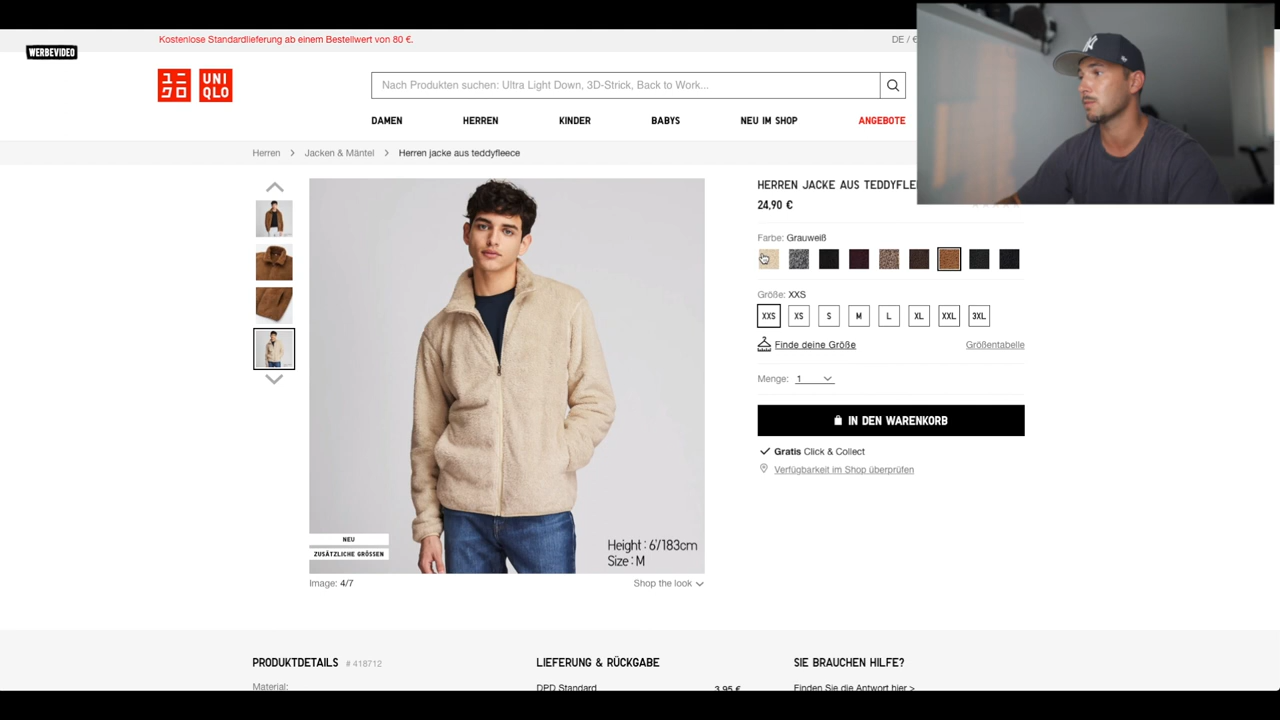 Kostenlose Standardlieferung ab einem Bestellwert von 80 €.
DE / €
WERBEVIDEO
ユニ
クロ
UNI
QLO
Nach Produkten suchen: Ultra Light Down, 3D-Strick, Back to Work...
DAMEN
HERREN
KINDER
BABYS
NEU IM SHOP
ANGEBOTE
Herren
Jacken & Mäntel
Herren jacke aus teddyfleece
HERREN JACKE AUS TEDDYFLE
24,90 €
Farbe: Grauweiß
Größe: XXS
XXS XS S M L XL XXL 3XL
Finde deine Größe
Größentabelle
Menge: 1
IN DEN WARENKORB
Gratis Click & Collect
Verfügbarkeit im Shop überprüfen
NEU
ZUSÄTZLICHE GRÖSSEN
Height : 6'/183cm
Size : M
Image: 4/7
Shop the look
PRODUKTDETAILS # 418712
Material:
LIEFERUNG & RÜCKGABE
DPD Standard 3,95 €
SIE BRAUCHEN HILFE?
Finden Sie die Antwort hier >